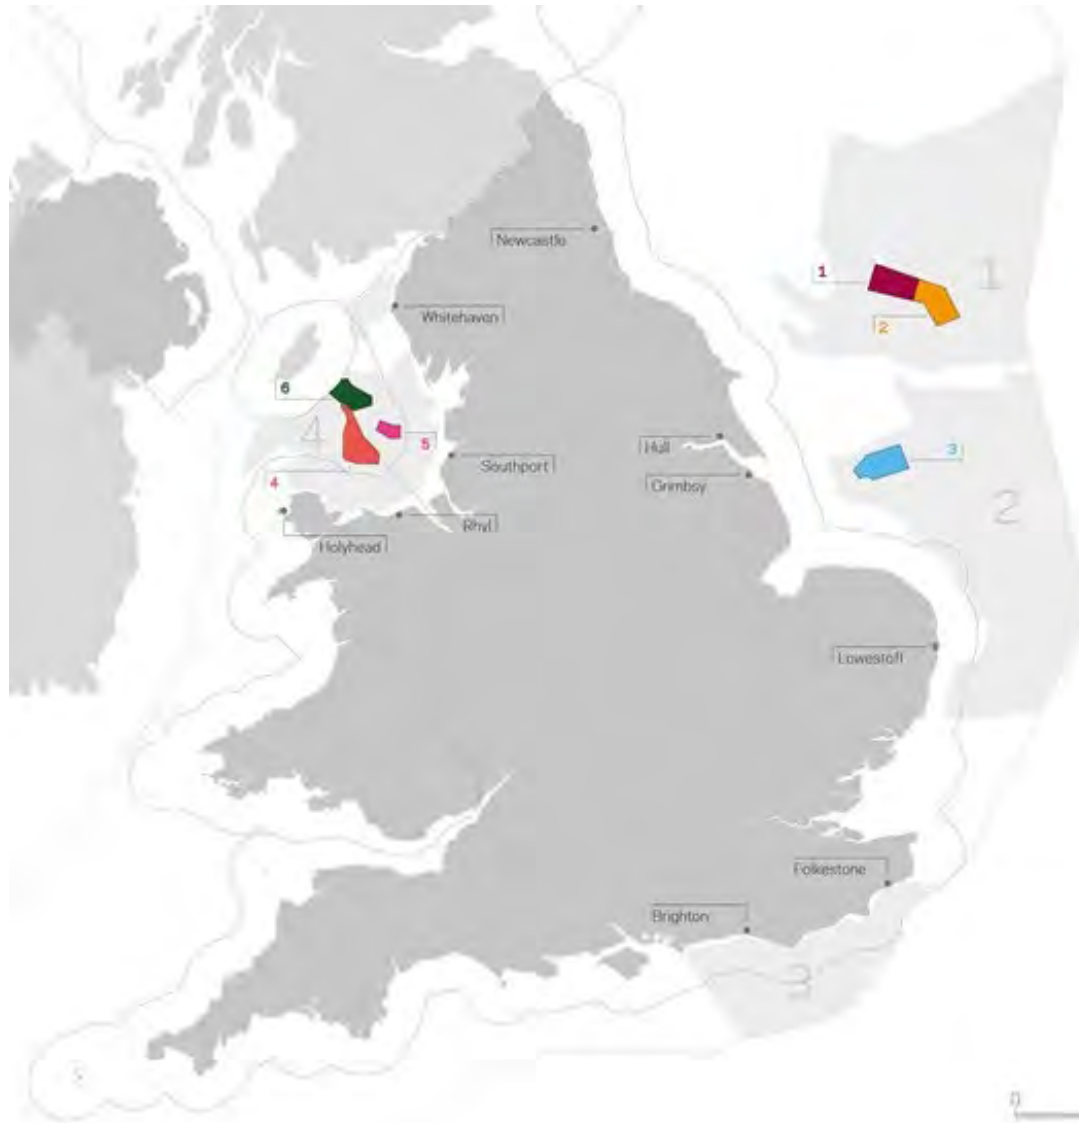 Newcastle
1
1
2
Whitehaven
6
4
5
Hull
3
Southport
Grimbsy
4
2
Rhyl
Holyhead
Lowestoft
Folkestone
Brighton
3
0